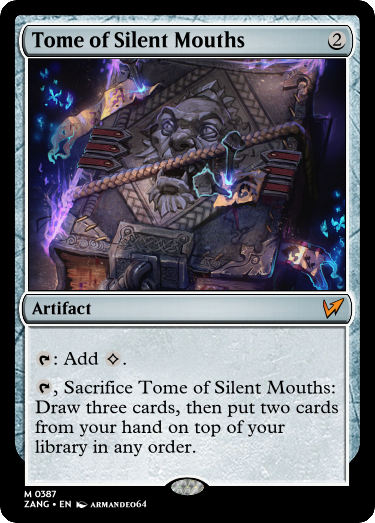 Tome of Silent Mouths 2
Artifact
: Add .
, Sacrifice Tome of Silent Mouths:
Draw three cards, then put two cards
from your hand on top of your
library in any order.
M 0387
ZANG • EN ARMANDEO64